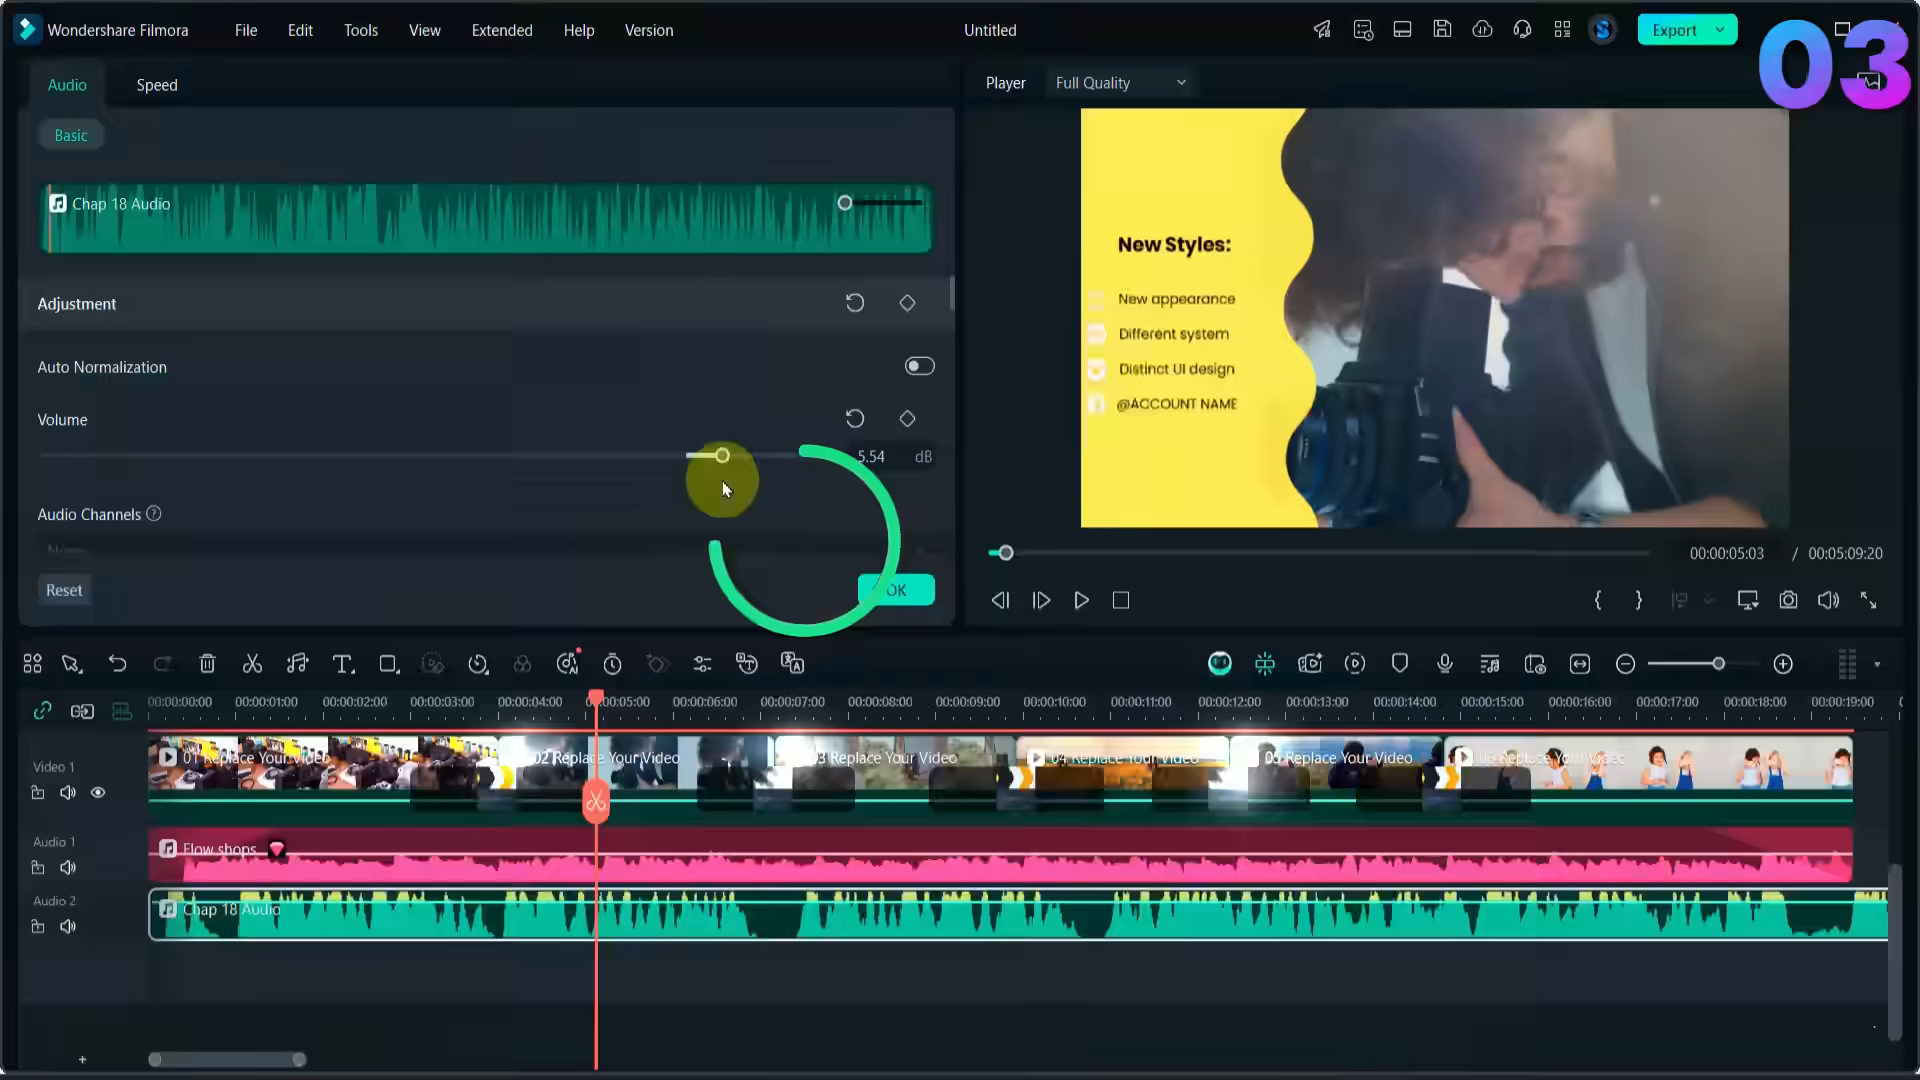 Wondershare Filmora File Edit Tools View Extended Help Version Untitled Export
03
Audio Speed
Player Full Quality
Basic
Chap 18 Audio
Adjustment
Auto Normalization
Volume
5.54 dB
Audio Channels
Reset OK
New Styles:
New appearance
Different system
Distinct UI design
@ACCOUNT NAME
00:00:05:03 / 00:05:09:20
00:00:00:00 00:00:01:00 00:00:02:00 00:00:03:00 00:00:04:00 00:00:05:00 00:00:06:00 00:00:07:00 00:00:08:00 00:00:09:00 00:00:10:00 00:00:11:00 00:00:12:00 00:00:13:00 00:00:14:00 00:00:15:00 00:00:16:00 00:00:17:00 00:00:18:00 00:00:19:00
Video 1
01 Replace Your Video 02 Replace Your Video 3 Replace Your Video 04 Replace Your Video 05 Replace Your Video Replace Your Video
Audio 1
Flow shops
Audio 2
Chap 18 Audio